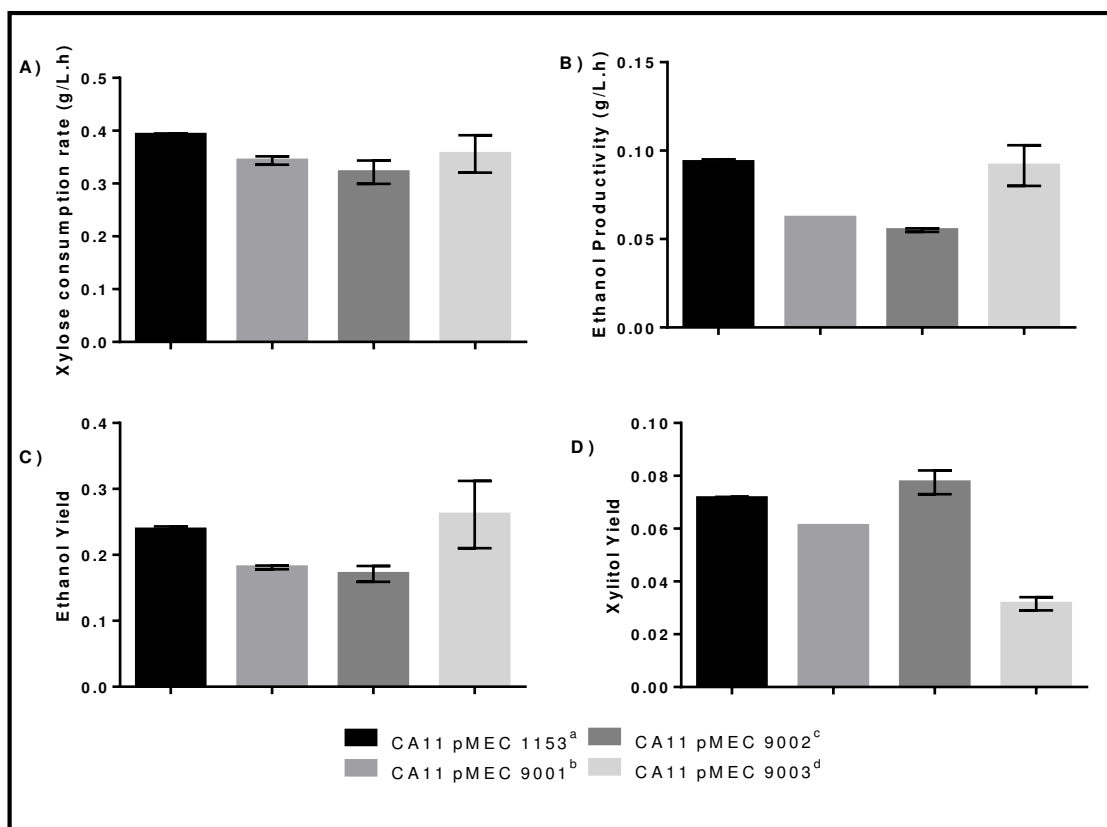 A)
Xylose consumption rate (g/L.h)
0.5
0.4
0.3
0.2
0.1
0.0
B)
Ethanol Productivity (g/L.h)
0.15
0.10
0.05
0.00
C)
Ethanol Yield
0.4
0.3
0.2
0.1
0.0
D)
Xylitol Yield
0.10
0.08
0.06
0.04
0.02
0.00
CA11 pMEC 1153a
CA11 pMEC 9002c
CA11 pMEC 9001b
CA11 pMEC 9003d